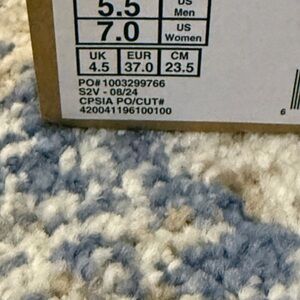 5.5 US Men
7.0 US Women
UK EUR CM
4.5 37.0 23.5
PO# 1003299766
S2V - 08/24
CPSIA PO/CUT#
420041196100100
6